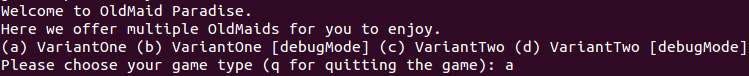 Welcome to OldMaid Paradise.
Here we offer multiple OldMaids for you to enjoy.
(a) VariantOne (b) VariantOne [debugMode] (c) VariantTwo (d) VariantTwo [debugMode]
Please choose your game type (q for quitting the game): a